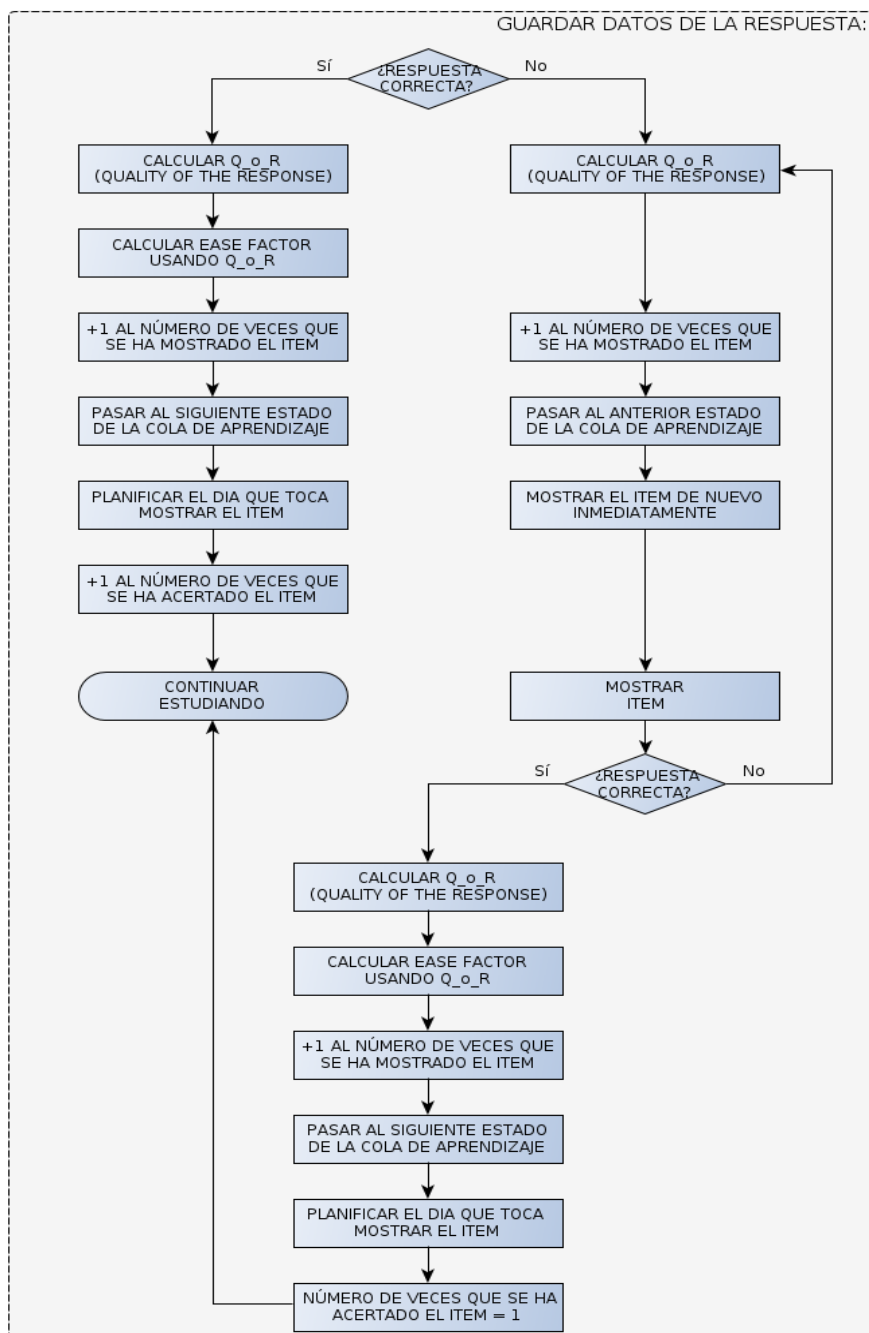 GUARDAR DATOS DE LA RESPUESTA:
¿RESPUESTA
CORRECTA?
Sí
No
CALCULAR Q_o_R
(QUALITY OF THE RESPONSE)
CALCULAR EASE FACTOR
USANDO Q_o_R
+1 AL NÚMERO DE VECES QUE
SE HA MOSTRADO EL ITEM
PASAR AL SIGUIENTE ESTADO
DE LA COLA DE APRENDIZAJE
PLANIFICAR EL DIA QUE TOCA
MOSTRAR EL ITEM
+1 AL NÚMERO DE VECES QUE
SE HA ACERTADO EL ITEM
CONTINUAR
ESTUDIANDO
CALCULAR Q_o_R
(QUALITY OF THE RESPONSE)
+1 AL NÚMERO DE VECES QUE
SE HA MOSTRADO EL ITEM
PASAR AL ANTERIOR ESTADO
DE LA COLA DE APRENDIZAJE
MOSTRAR EL ITEM DE NUEVO
INMEDIATAMENTE
MOSTRAR
ITEM
¿RESPUESTA
CORRECTA?
Sí
No
CALCULAR Q_o_R
(QUALITY OF THE RESPONSE)
CALCULAR EASE FACTOR
USANDO Q_o_R
+1 AL NÚMERO DE VECES QUE
SE HA MOSTRADO EL ITEM
PASAR AL SIGUIENTE ESTADO
DE LA COLA DE APRENDIZAJE
PLANIFICAR EL DIA QUE TOCA
MOSTRAR EL ITEM
NÚMERO DE VECES QUE SE HA
ACERTADO EL ITEM = 1